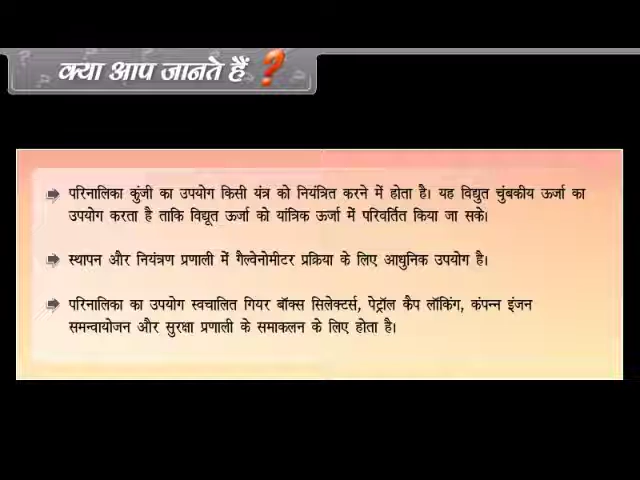 क्या आप जानते हैं ?
परिनालिका कुंजी का उपयोग किसी यंत्र को नियंत्रित करने में होता है। यह विद्युत चुंबकीय ऊर्जा का
उपयोग करता है ताकि विद्यूत ऊर्जा को यांत्रिक ऊर्जा में परिवर्तित किया जा सके।
स्थापन और नियंत्रण प्रणाली में गैल्वेनोमीटर प्रक्रिया के लिए आधुनिक उपयोग है।
परिनालिका का उपयोग स्वचालित गियर बॉक्स सिलेक्टर्स, पेट्रॉल कैप लॉकिंग, कंपन्न इंजन
समन्वायोजन और सुरक्षा प्रणाली के समाकलन के लिए होता है।